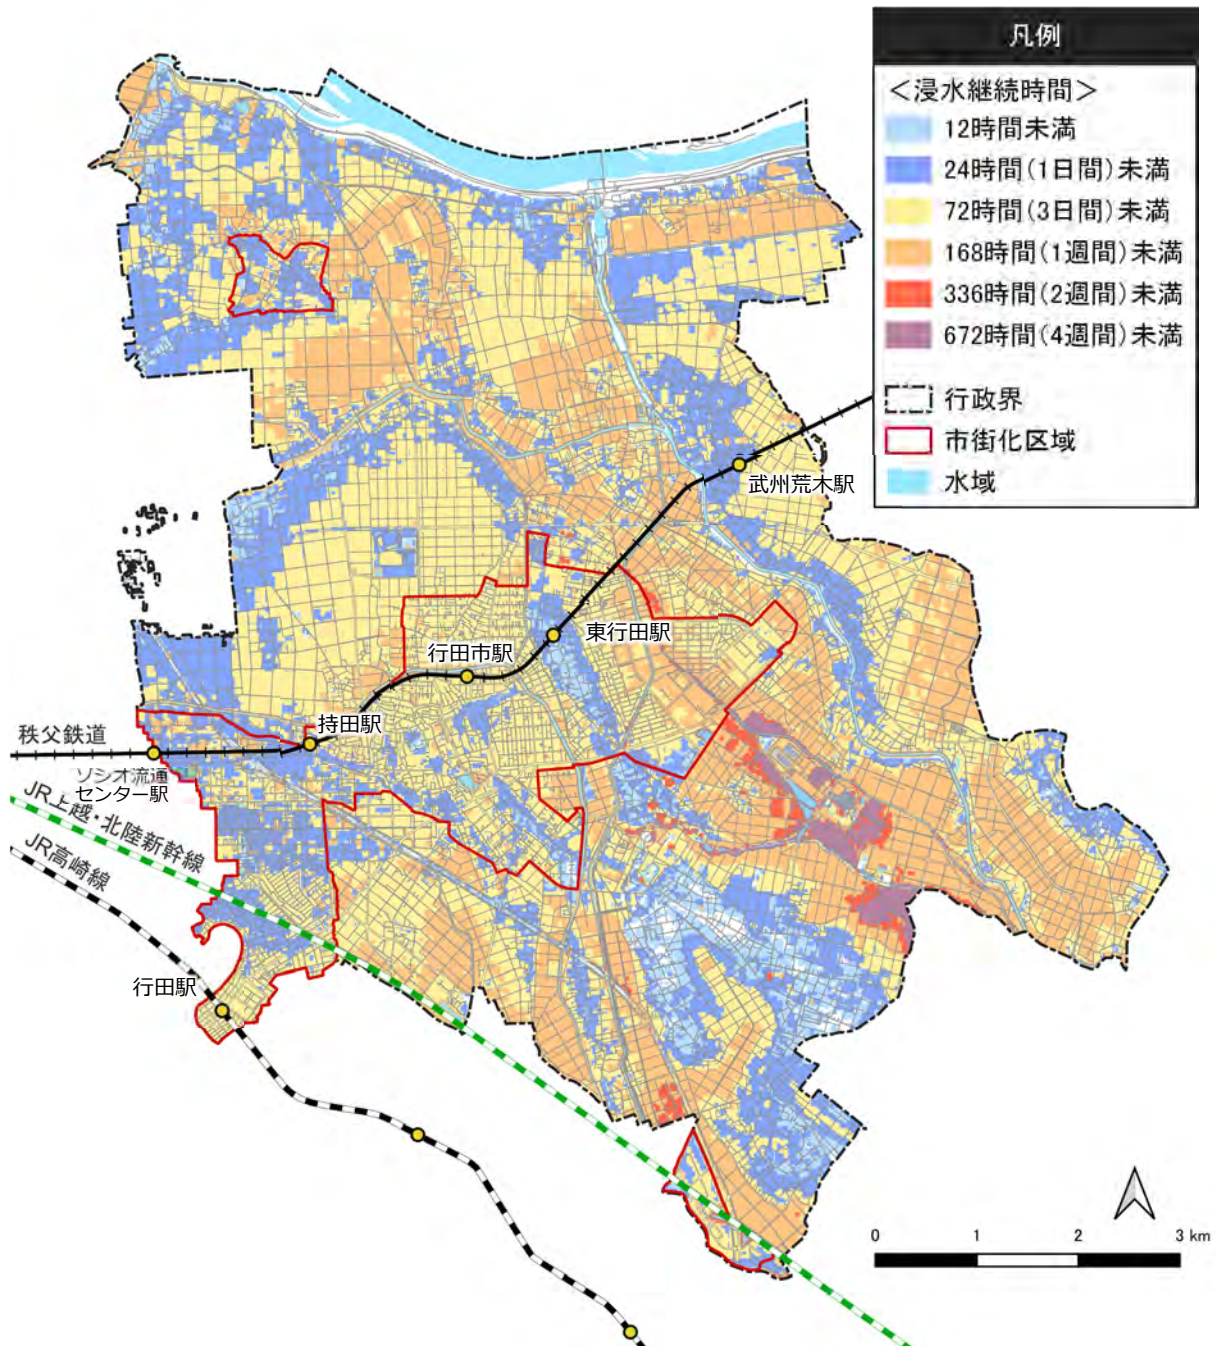 凡例
＜浸水継続時間＞
12時間未満
24時間(1日間)未満
72時間(3日間)未満
168時間(1週間)未満
336時間(2週間)未満
672時間(4週間)未満
行政界
市街化区域
水域
武州荒木駅
東行田駅
行田市駅
持田駅
秩父鉄道
ソシオ流通
センター駅
JR上越・北陸新幹線
JR高崎線
行田駅
0 1 2 3 km